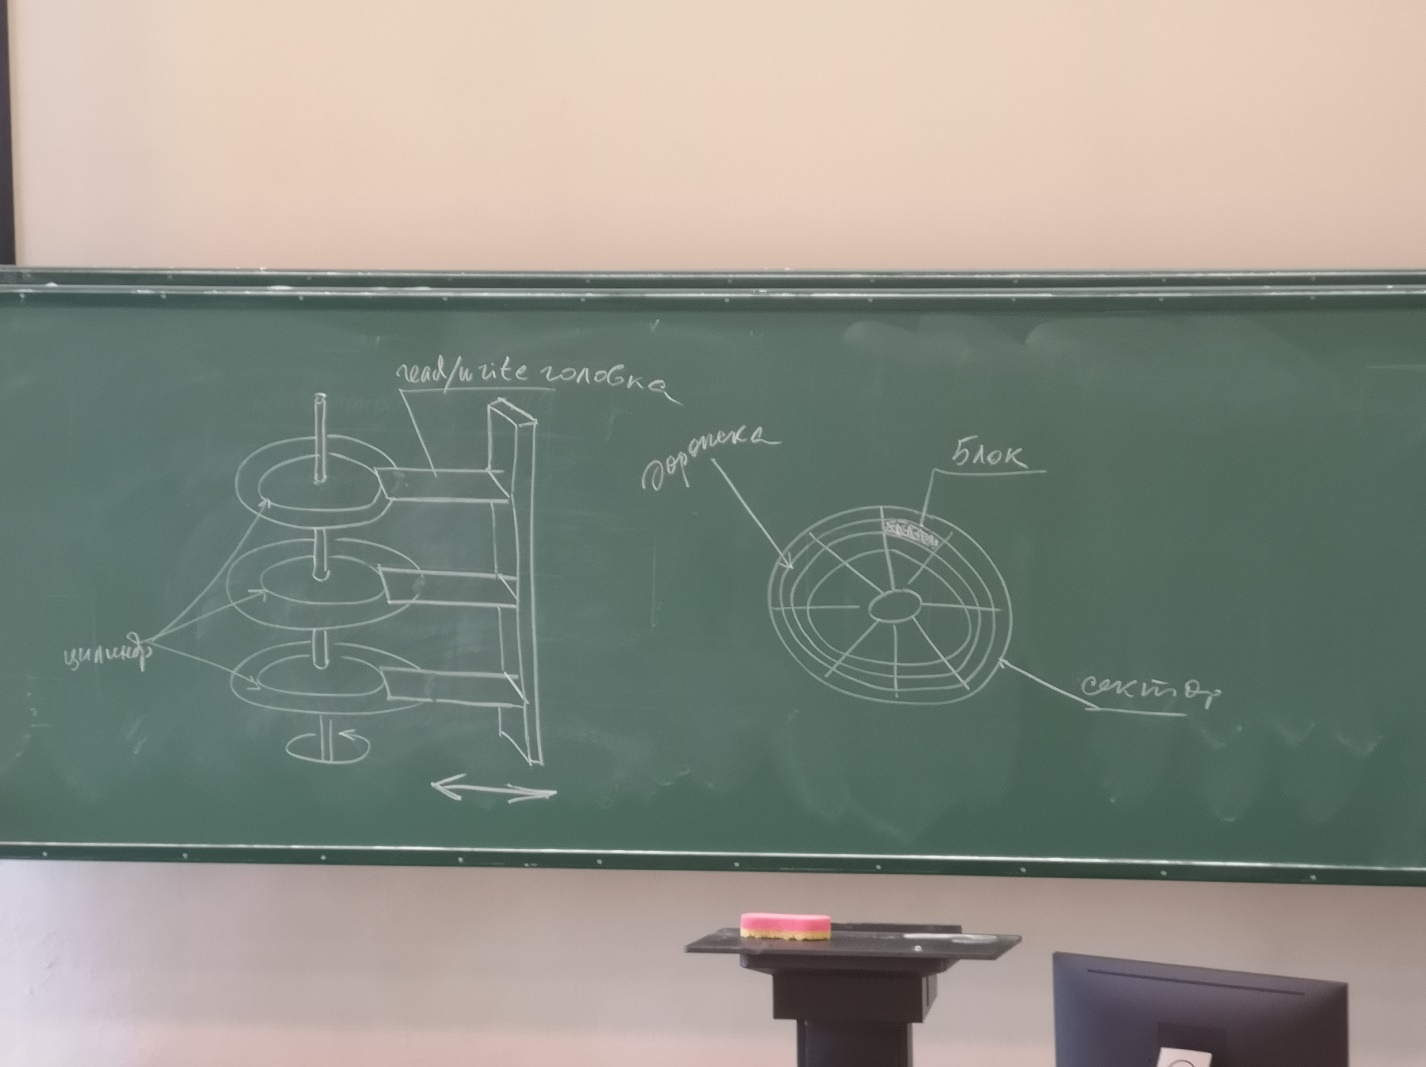 read/write головка
дорожка
Блок
цилиндр
сектор